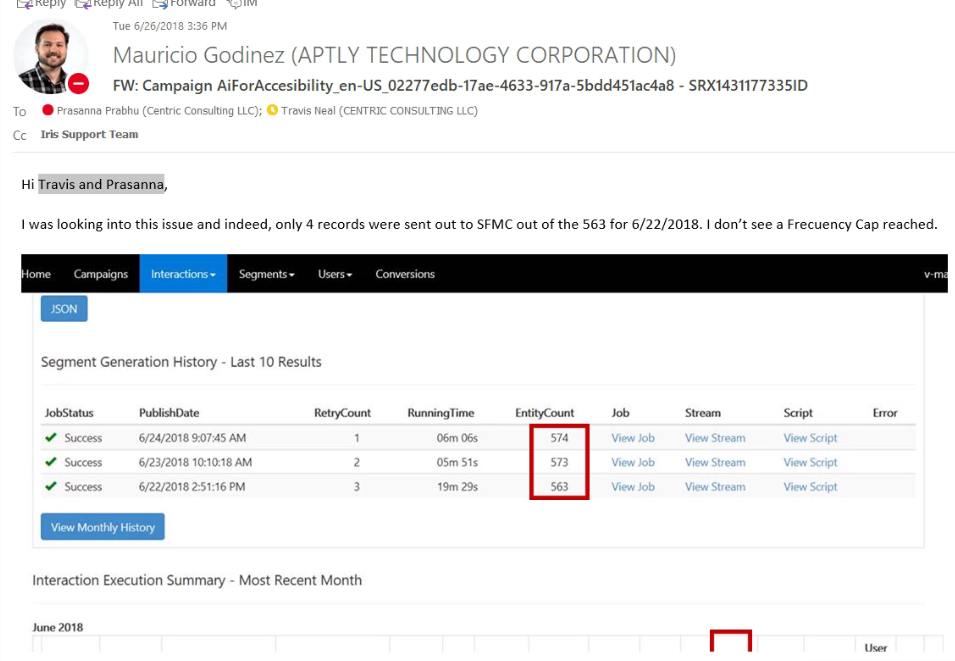 Reply Reply All Forward IM
Tue 6/26/2018 3:36 PM
Mauricio Godinez (APTLY TECHNOLOGY CORPORATION)
FW: Campaign AiForAccesibility_en-US_02277edb-17ae-4633-917a-5bdd451ac4a8 - SRX1431177335ID
To Prasanna Prabhu (Centric Consulting LLC); Travis Neal (CENTRIC CONSULTING LLC)
Cc Iris Support Team
Hi Travis and Prasanna,
I was looking into this issue and indeed, only 4 records were sent out to SFMC out of the 563 for 6/22/2018. I don’t see a Frecuency Cap reached.
Home Campaigns Interactions Segments Users Conversions v-ma
JSON
Segment Generation History - Last 10 Results
JobStatus PublishDate RetryCount RunningTime EntityCount Job Stream Script Error
Success 6/24/2018 9:07:45 AM 1 06m 06s 574 View Job View Stream View Script
Success 6/23/2018 10:10:18 AM 2 05m 51s 573 View Job View Stream View Script
Success 6/22/2018 2:51:16 PM 3 19m 29s 563 View Job View Stream View Script
View Monthly History
Interaction Execution Summary - Most Recent Month
June 2018
User